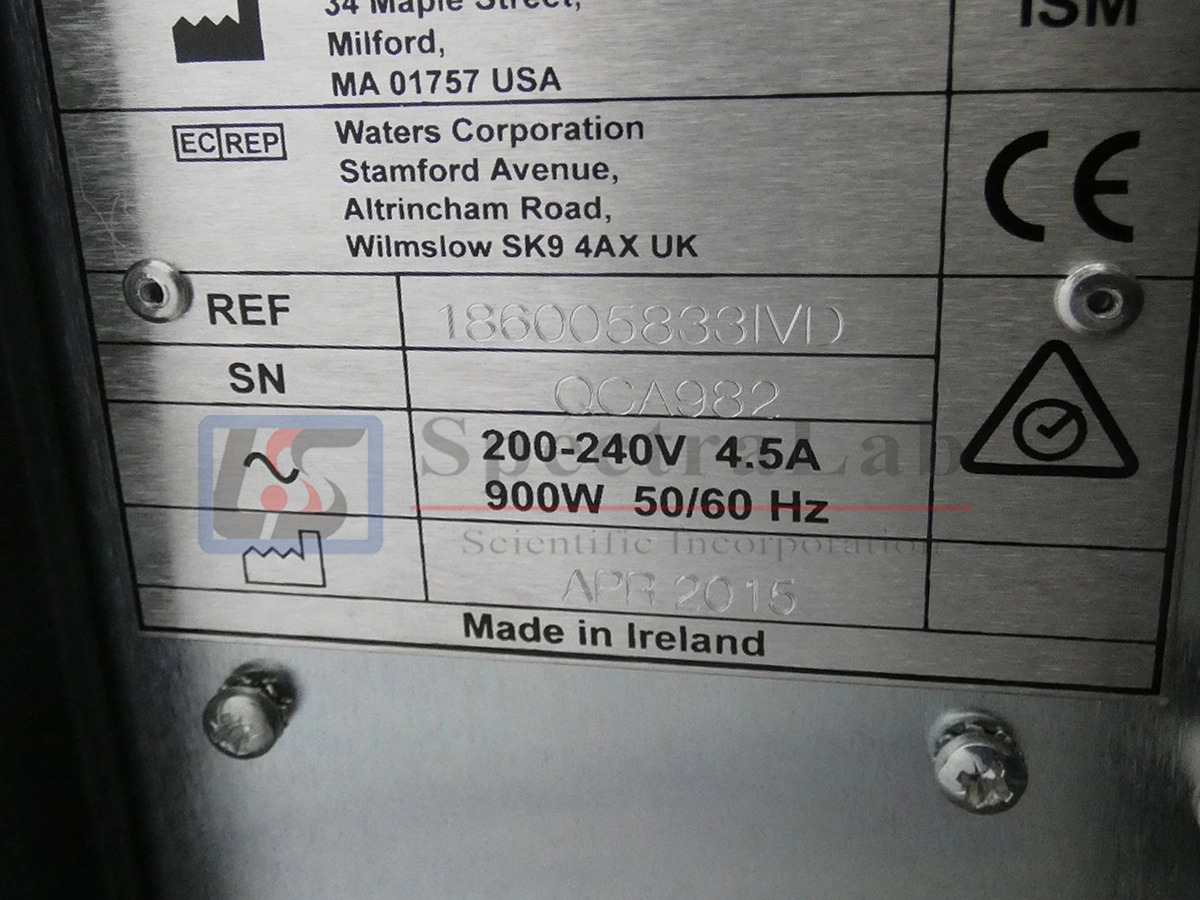 34 Maple Street,
Milford,
MA 01757 USA
ISM
EC REP
Waters Corporation
Stamford Avenue,
Altrincham Road,
Wilmslow SK9 4AX UK
CE
REF 186005833IVD
SN QCA982
200-240V 4.5A
900W 50/60 Hz
APR 2015
Made in Ireland
SpectraLab
Scientific Incorporation